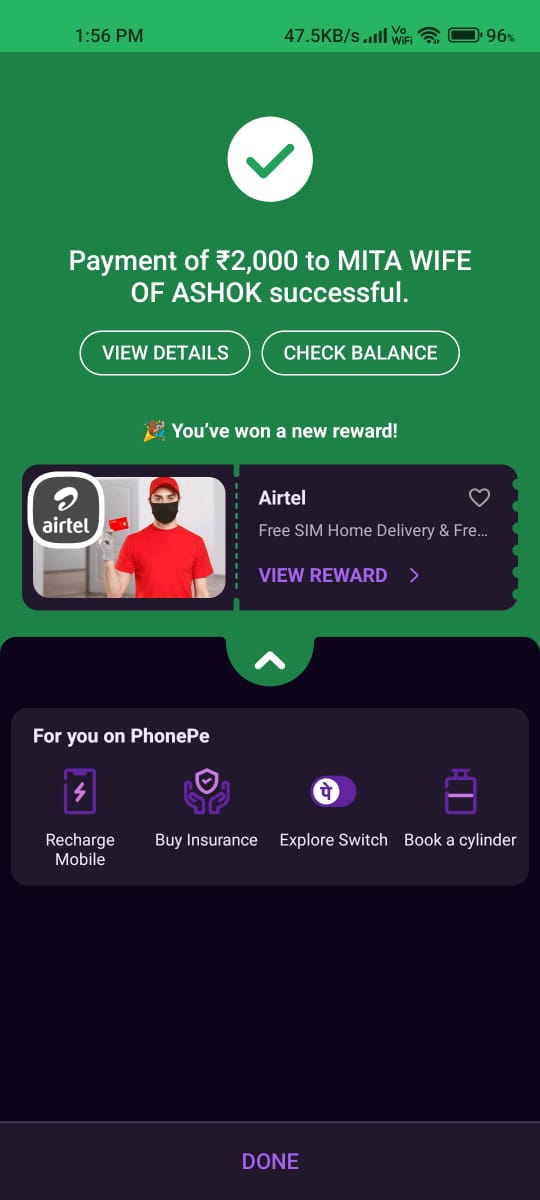 1:56 PM 47.5KB/s Vo WiFi 96%
Payment of ₹2,000 to MITA WIFE
OF ASHOK successful.
VIEW DETAILS CHECK BALANCE
🎉 You’ve won a new reward!
airtel
Airtel
Free SIM Home Delivery & Fre...
VIEW REWARD
For you on PhonePe
Recharge
Mobile
Buy Insurance
पे
Explore Switch
Book a cylinder
DONE